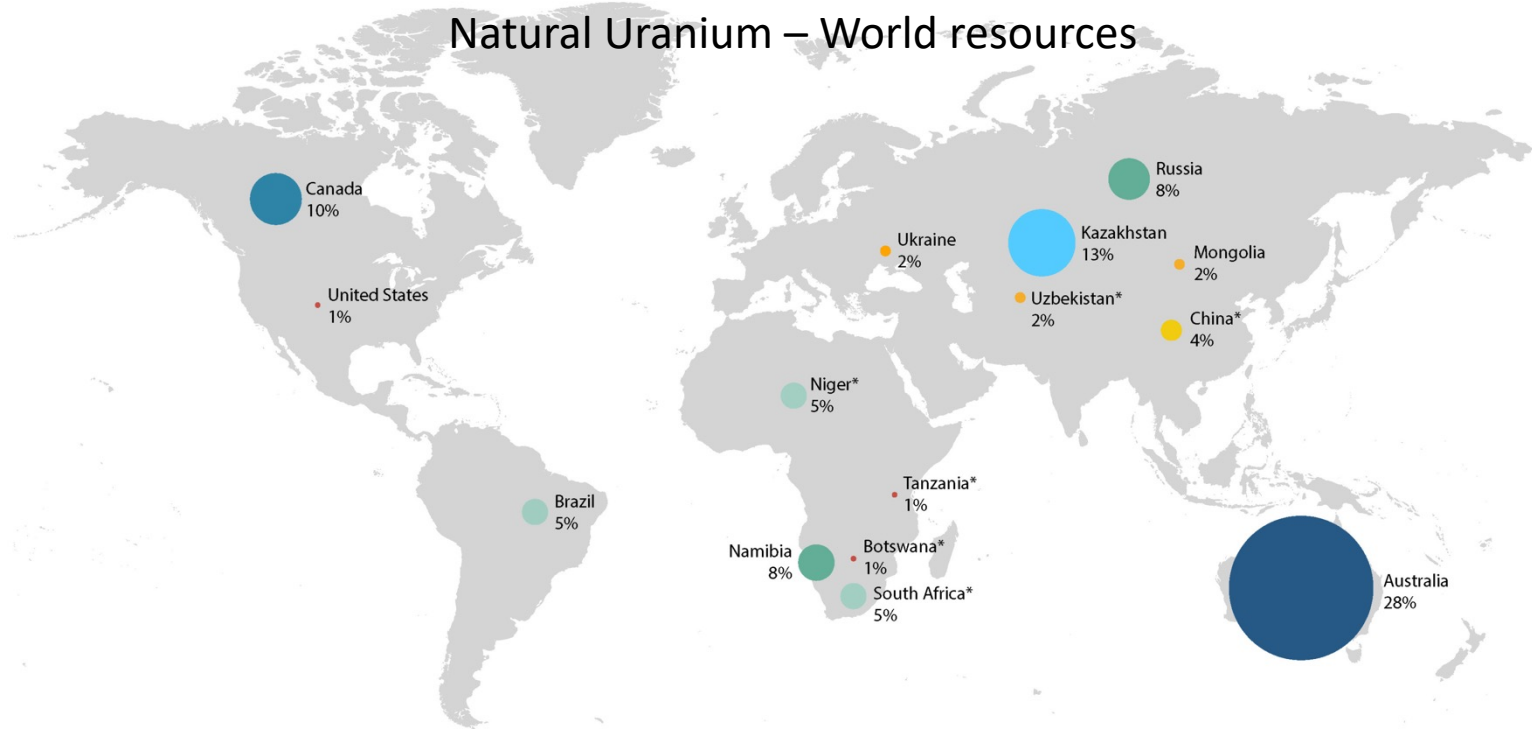 Natural Uranium – World resources
Canada
10%
United States
1%
Brazil
5%
Ukraine
2%
Russia
8%
Kazakhstan
13%
Mongolia
2%
Uzbekistan*
2%
China*
4%
Niger*
5%
Tanzania*
1%
Namibia
8%
Botswana*
1%
South Africa*
5%
Australia
28%